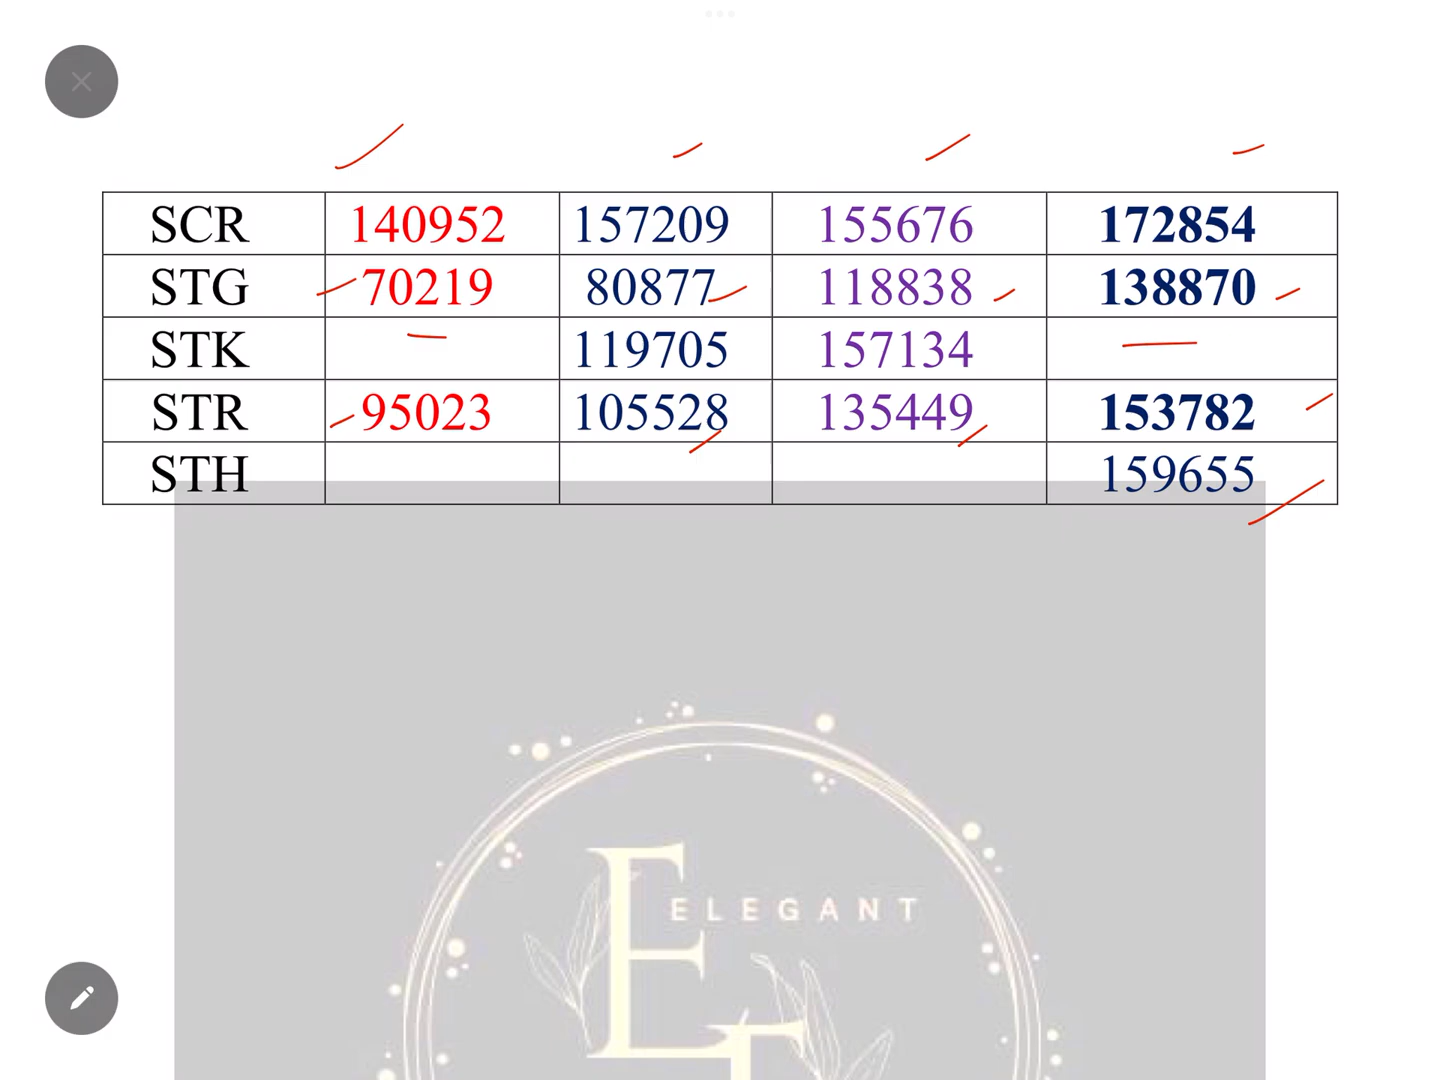 SCR 140952 157209 155676 172854
STG 70219 80877 118838 138870
STK 119705 157134
STR 95023 105528 135449 153782
STH 159655
E
ELEGANT